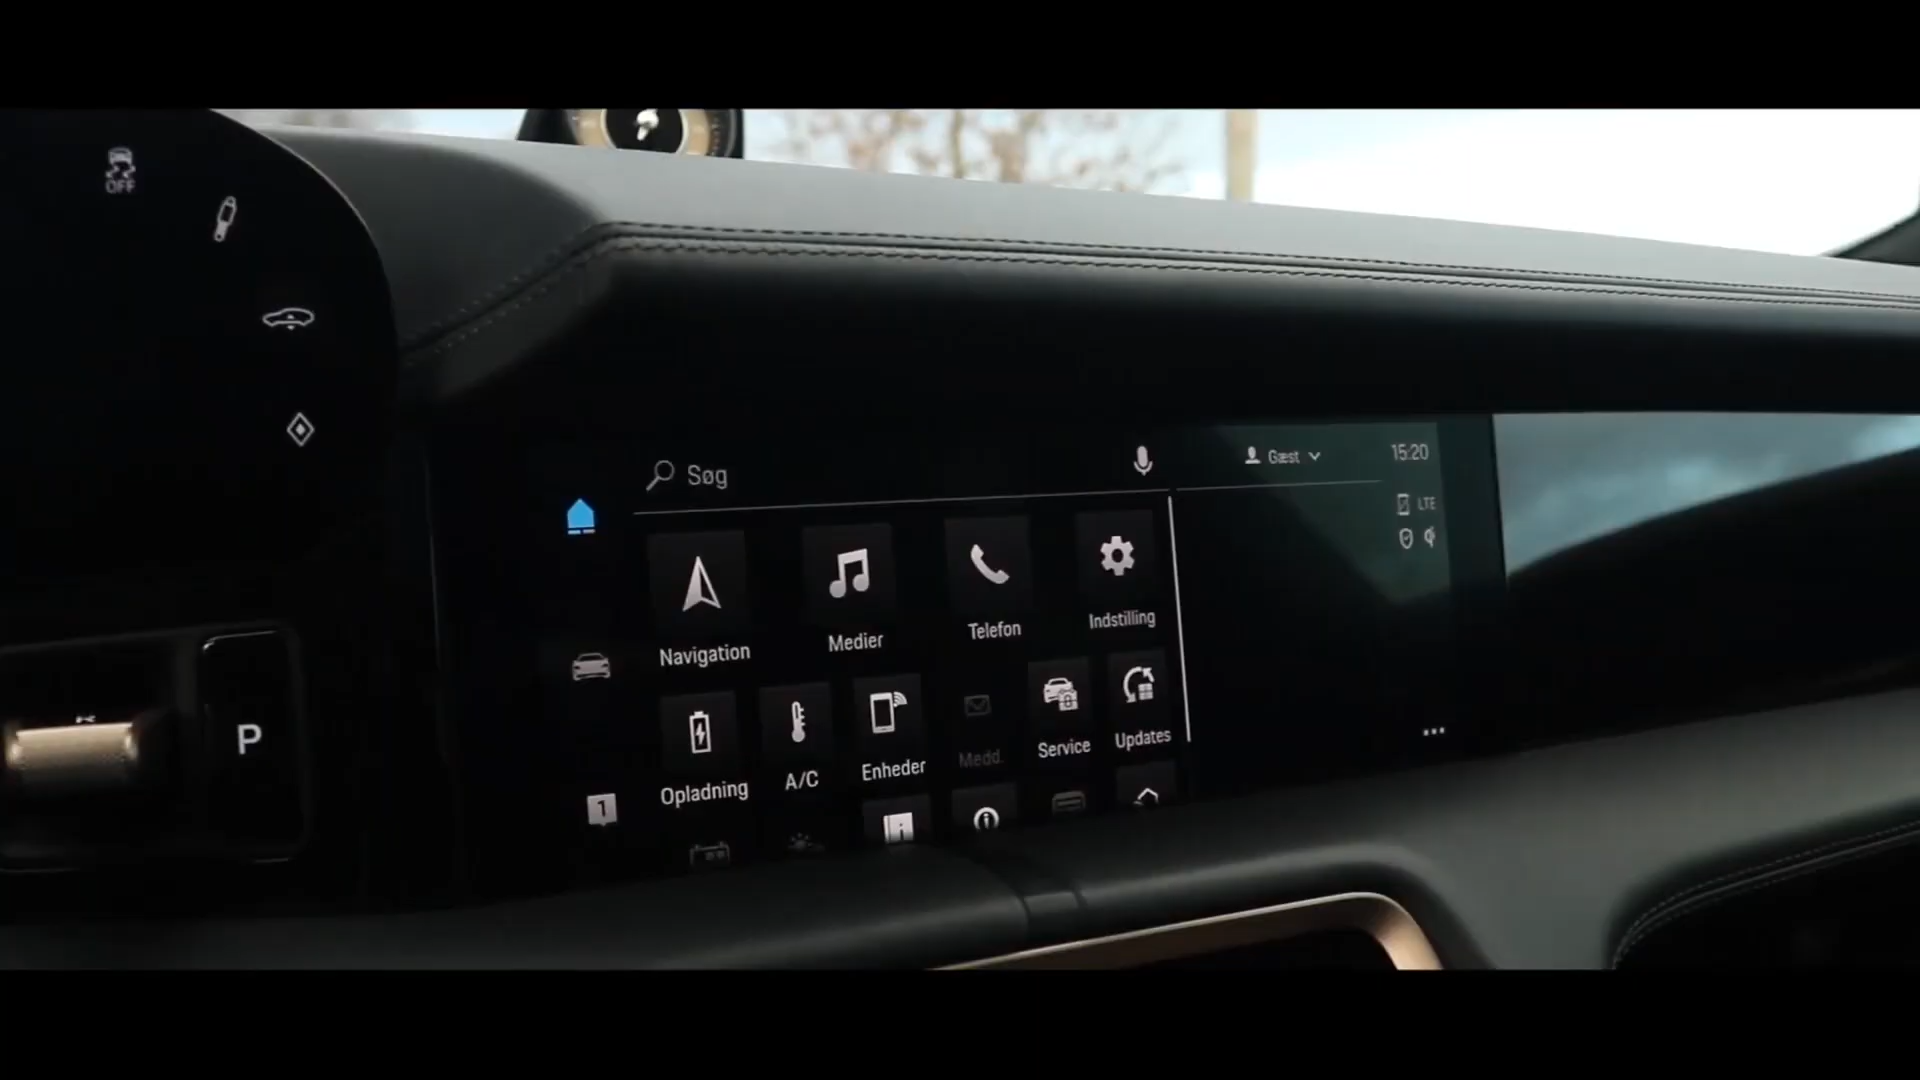 OFF
Søg
Gæst
15:20
LTE
Navigation
Medier
Telefon
Indstilling
P
Opladning
A/C
Enheder
Medd.
Service
Updates
1